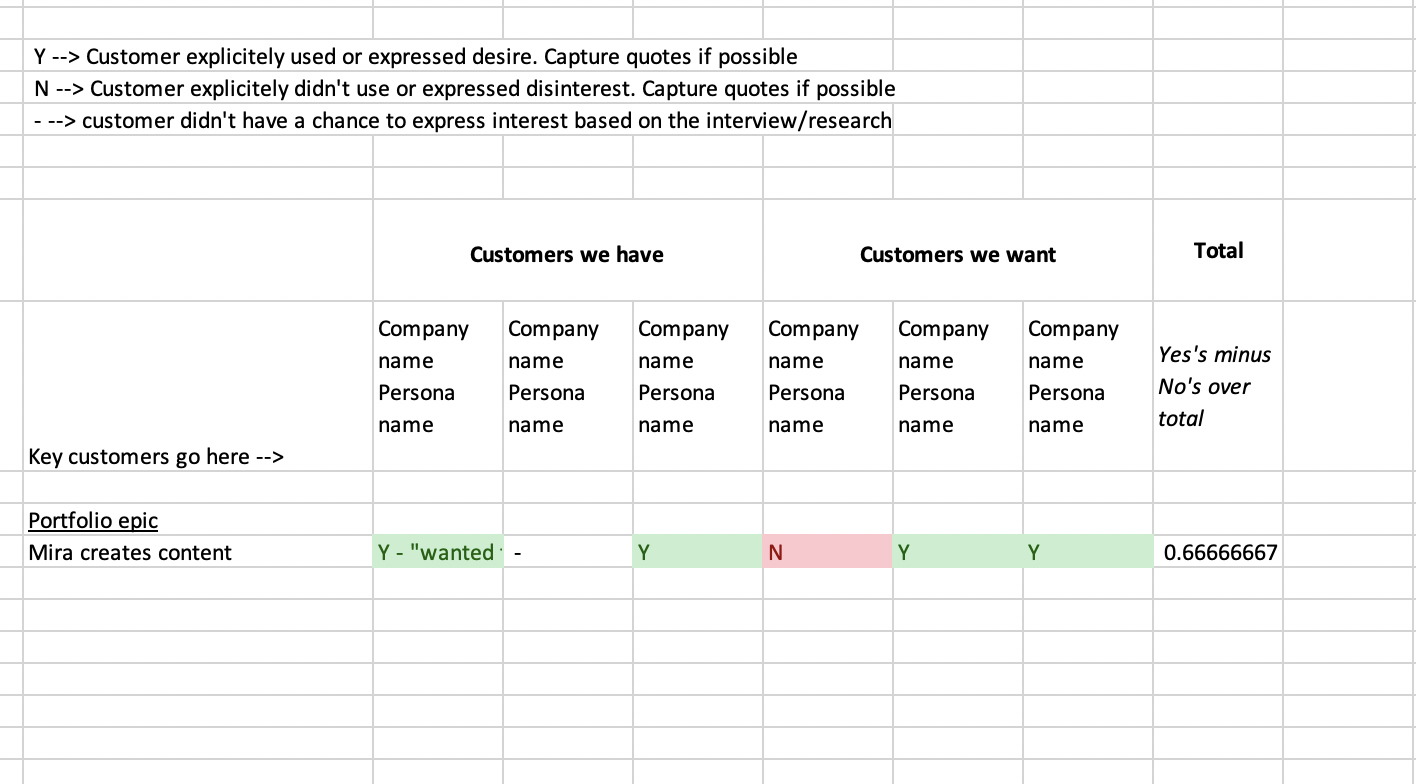 Y --> Customer explicitely used or expressed desire. Capture quotes if possible
N --> Customer explicitely didn't use or expressed disinterest. Capture quotes if possible
- --> customer didn't have a chance to express interest based on the interview/research
Customers we have Customers we want Total
Company Company Company Company Company Company
name name name name name name Yes's minus
Persona Persona Persona Persona Persona Persona No's over
name name name name name name total
Key customers go here -->
Portfolio epic
Mira creates content Y - "wanted - Y N Y Y 0.66666667